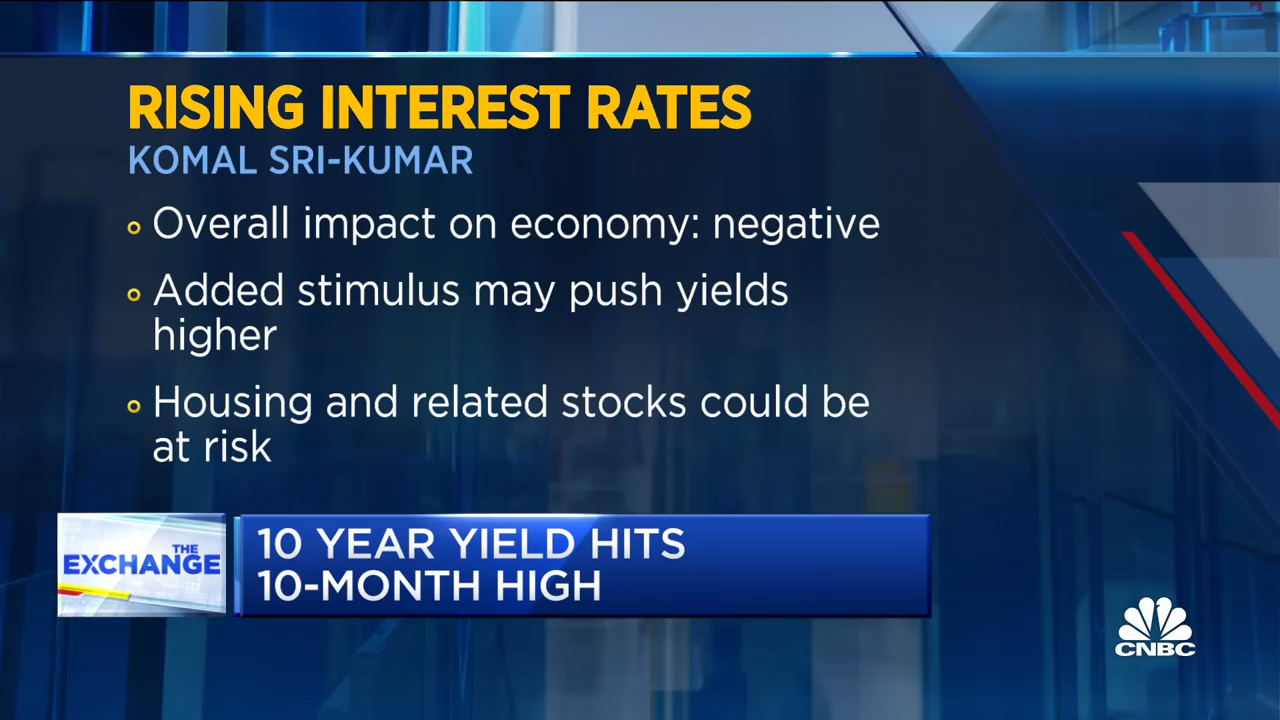 RISING INTEREST RATES
KOMAL SRI-KUMAR
Overall impact on economy: negative
Added stimulus may push yields
higher
Housing and related stocks could be
at risk
THE
EXCHANGE
10 YEAR YIELD HITS
10-MONTH HIGH
CNBC